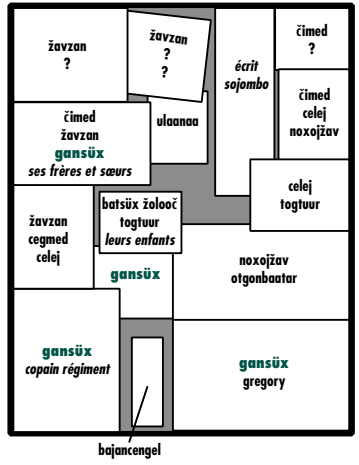 žavzan
?
žavzan
?
?
écrit
sojombo
čimed
?
čimed
celej
noxojžav
čimed
žavzan
gansüx
ses frères et sœurs
ulaanaa
celej
togtuur
žavzan
cegmed
celej
batsüx žolooč
togtuur
leurs enfants
gansüx
noxojžav
otgonbaatar
gansüx
copain régiment
gansüx
gregory
bajancengel